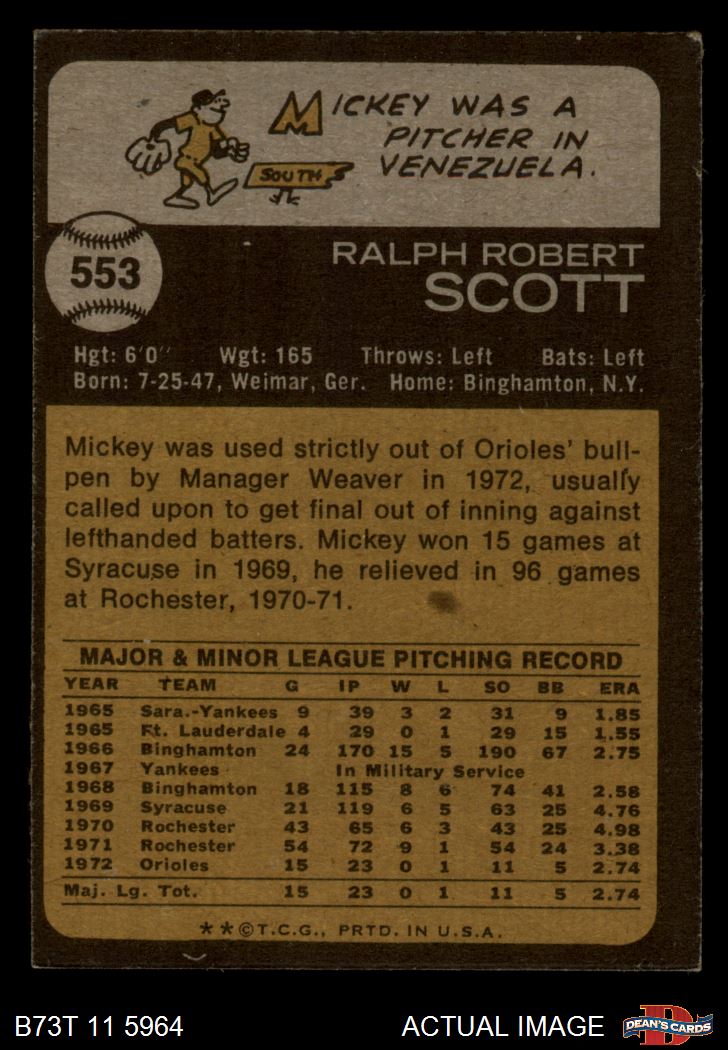 MICKEY WAS A
PITCHER IN
VENEZUELA.
SOUTH
553
RALPH ROBERT
SCOTT
Hgt: 6'0" Wgt: 165 Throws: Left Bats: Left
Born: 7-25-47, Weimar, Ger. Home: Binghamton, N.Y.
Mickey was used strictly out of Orioles' bull-
pen by Manager Weaver in 1972, usually
called upon to get final out of inning against
lefthanded batters. Mickey won 15 games at
Syracuse in 1969, he relieved in 96 games
at Rochester, 1970-71.
MAJOR & MINOR LEAGUE PITCHING RECORD
YEAR TEAM G IP W L SO BB ERA
1965 Sara.-Yankees 9 39 3 2 31 9 1.85
1965 Ft. Lauderdale 4 29 0 1 29 15 1.55
1966 Binghamton 24 170 15 5 190 67 2.75
1967 Yankees In Military Service
1968 Binghamton 18 115 8 6 74 41 2.58
1969 Syracuse 21 119 6 5 63 25 4.76
1970 Rochester 43 65 6 3 43 25 4.98
1971 Rochester 54 72 9 1 54 24 3.38
1972 Orioles 15 23 0 1 11 5 2.74
Maj. Lg. Tot. 15 23 0 1 11 5 2.74
**©T.C.G., PRTD. IN U.S.A.
B73T 11 5964 ACTUAL IMAGE D DEAN'S CARDS